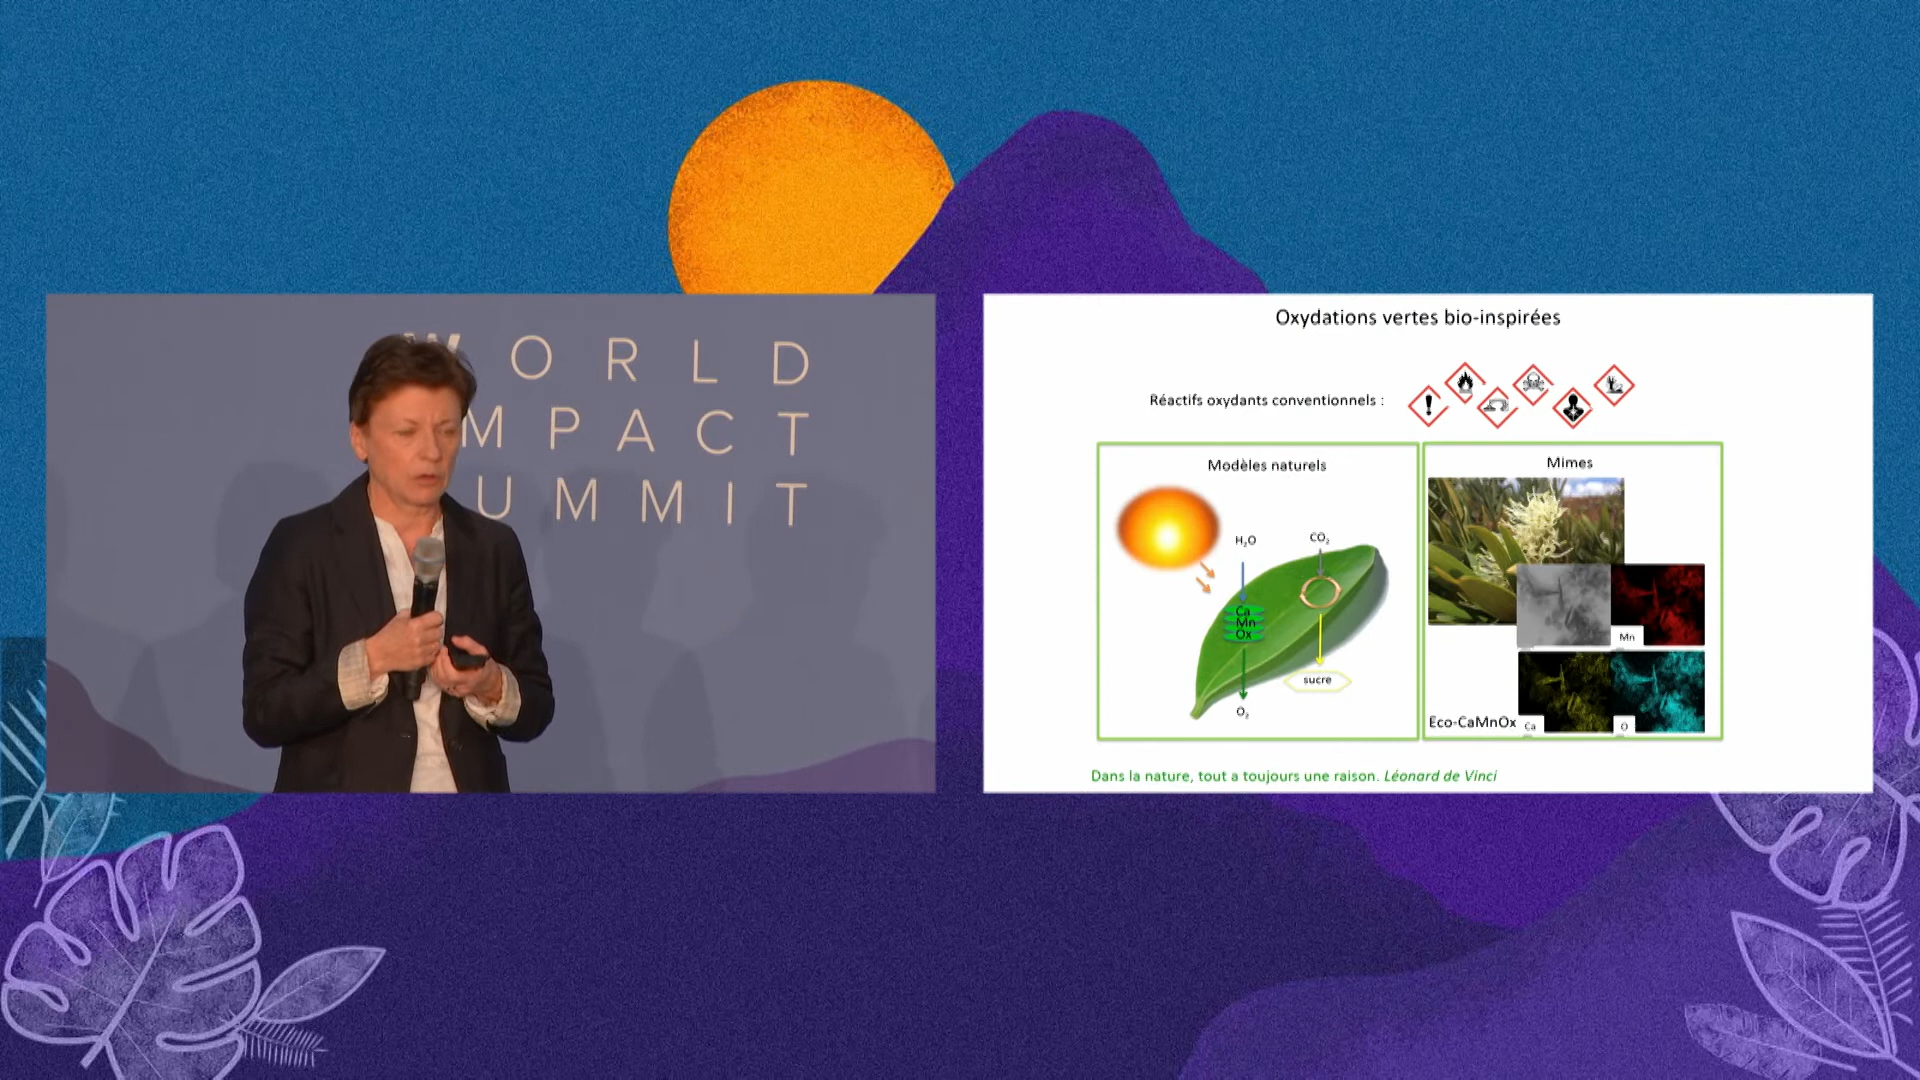 WORLD
IMPACT
SUMMIT
Oxydations vertes bio-inspirées
Réactifs oxydants conventionnels :
Modèles naturels
H₂O
CO₂
Ca
Mn
Ox
sucre
O₂
Mimes
Mn
Eco-CaMnOx
Ca
O
Dans la nature, tout a toujours une raison. Léonard de Vinci